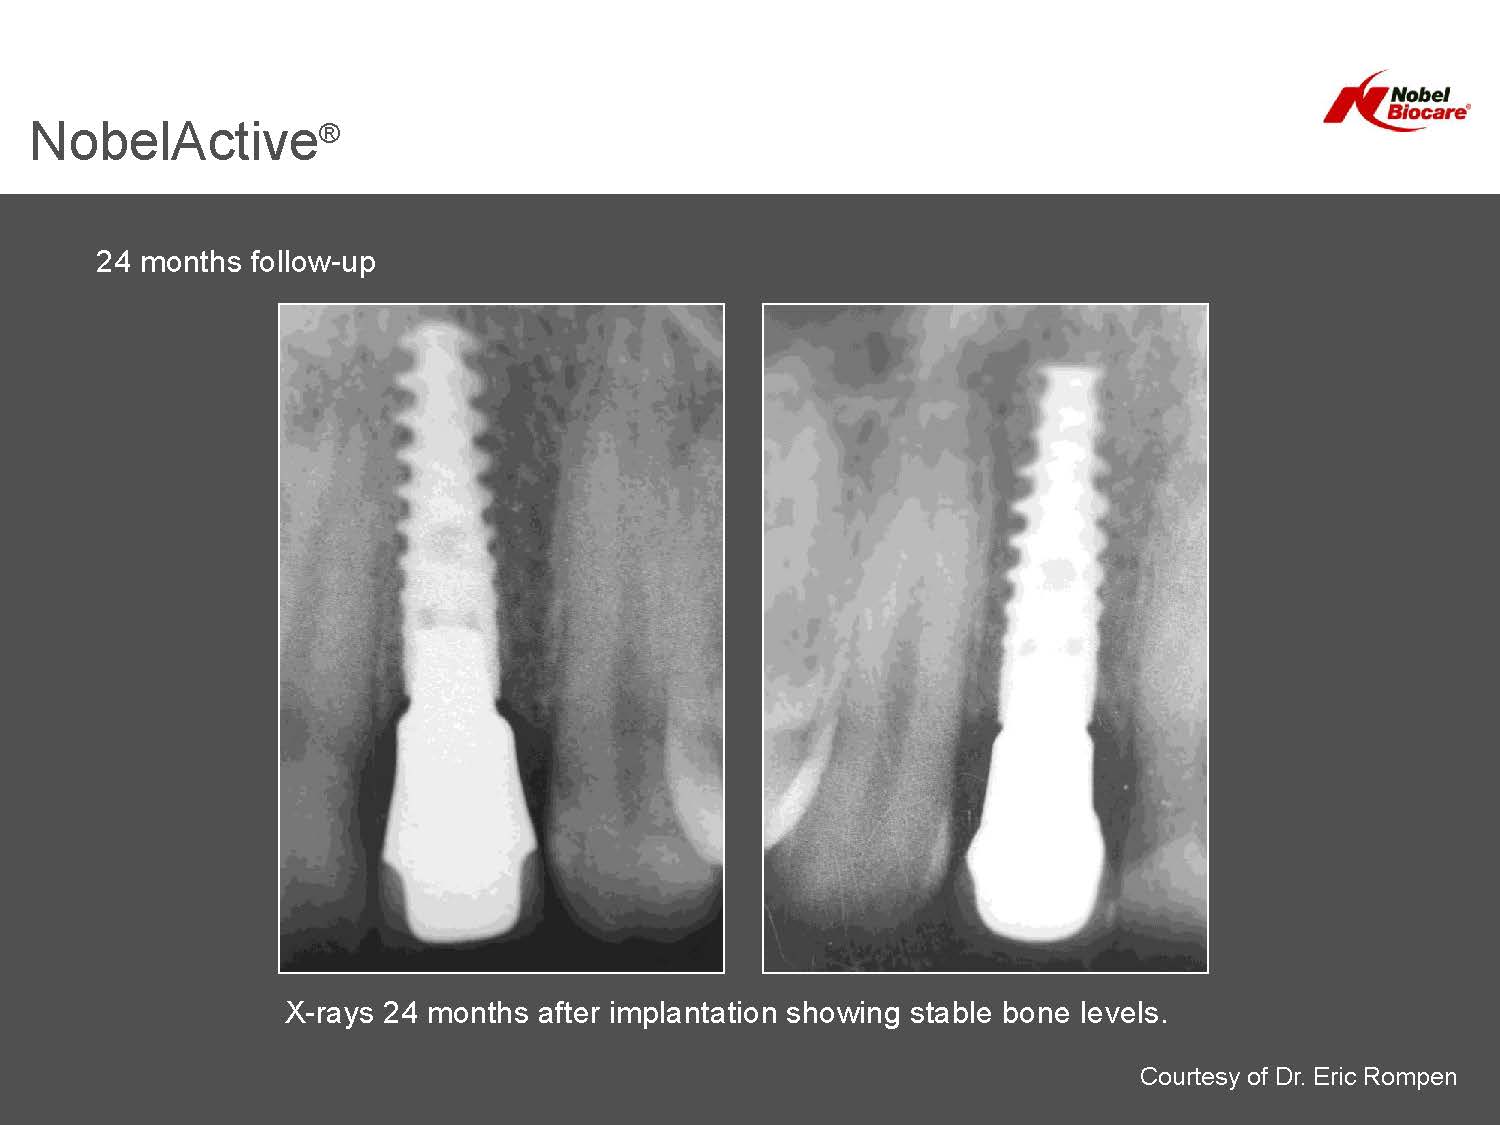 Nobel
Biocare®
NobelActive®
24 months follow-up
X-rays 24 months after implantation showing stable bone levels.
Courtesy of Dr. Eric Rompen